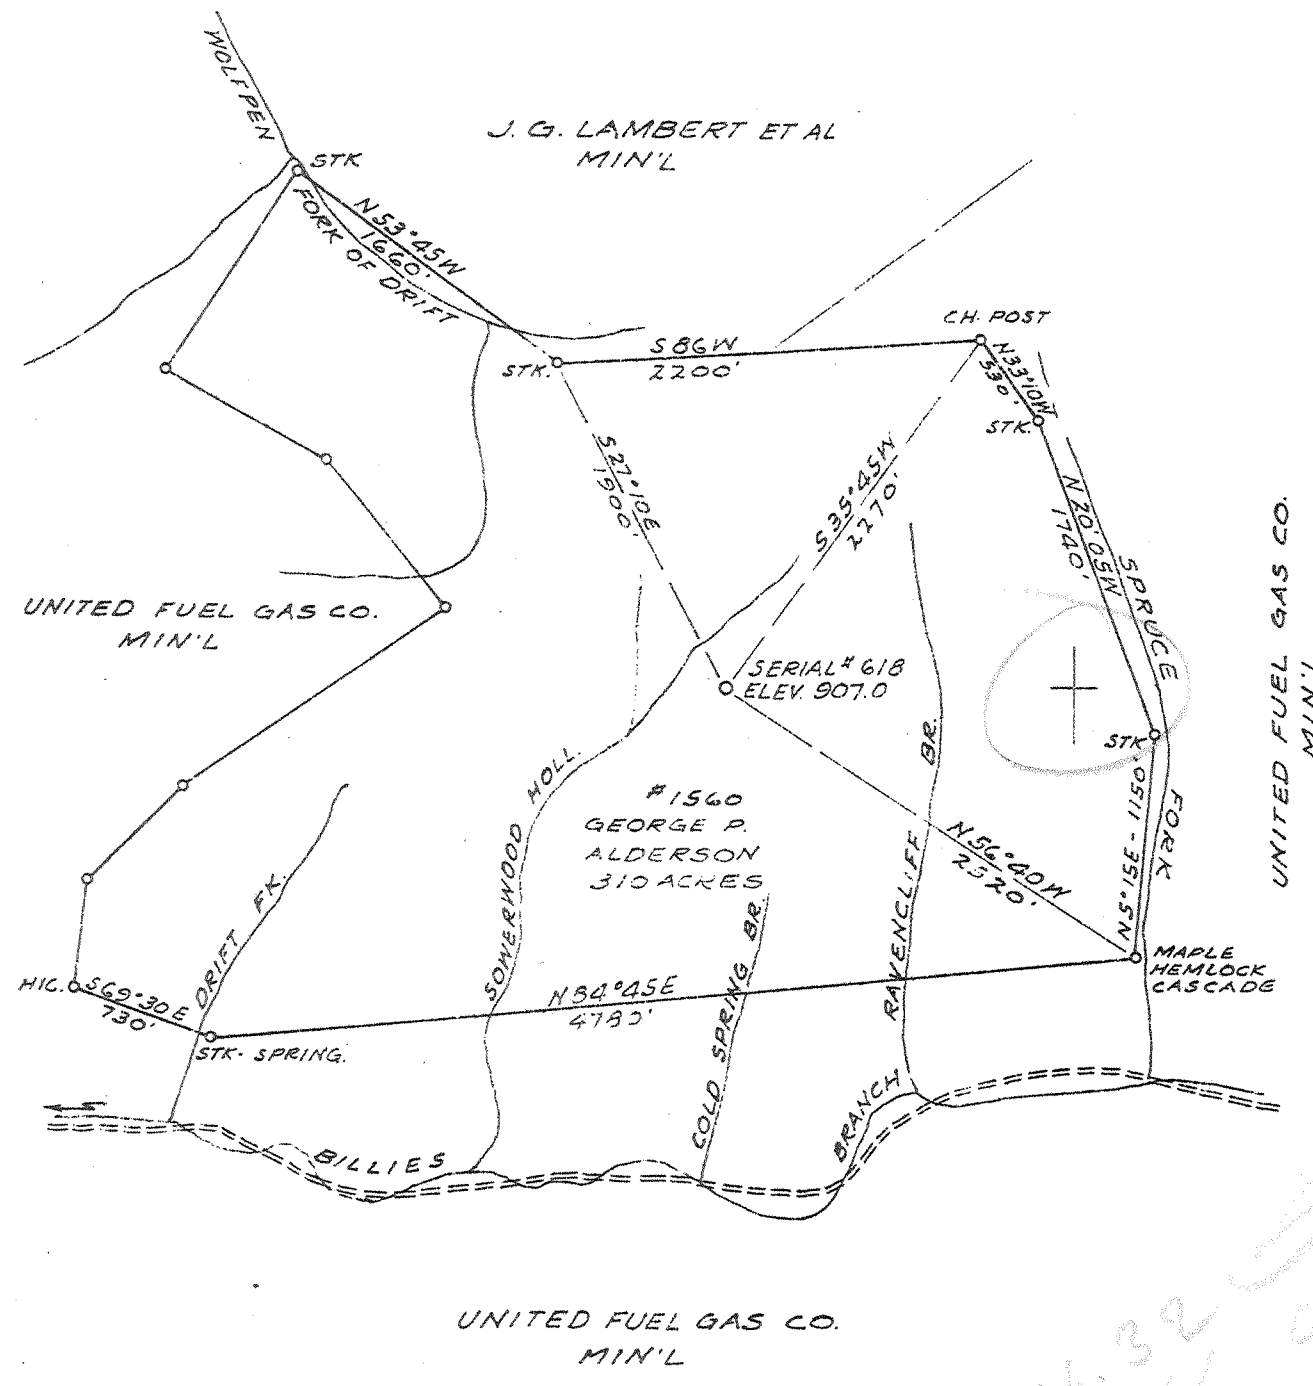 WOLFPEN
J. G. LAMBERT ET AL
MIN'L
STK
N53°45W
1660'
FORK OF DRIFT
CH. POST
S86W
2200'
STK.
N33°10W
530'
STK.
S27°10E
1900'
S35°45W
2270'
N20°05W
1740'
SPRUCE
UNITED FUEL GAS CO.
MIN'L
UNITED FUEL GAS CO.
MIN'L
SERIAL # 618
ELEV. 907.0
STK
N5°15E - 1150'
FORK
#1560
GEORGE P.
ALDERSON
310 ACRES
SOWERWOOD HOLL.
RAVENCLIFF BR.
N56°40W
2520'
DRIFT FK.
COLD SPRING BR.
HIC.
S69°30E
730'
STK- SPRING.
N84°45E
4780'
MAPLE
HEMLOCK
CASCADE
BILLIES
BRANCH
UNITED FUEL GAS CO.
MIN'L